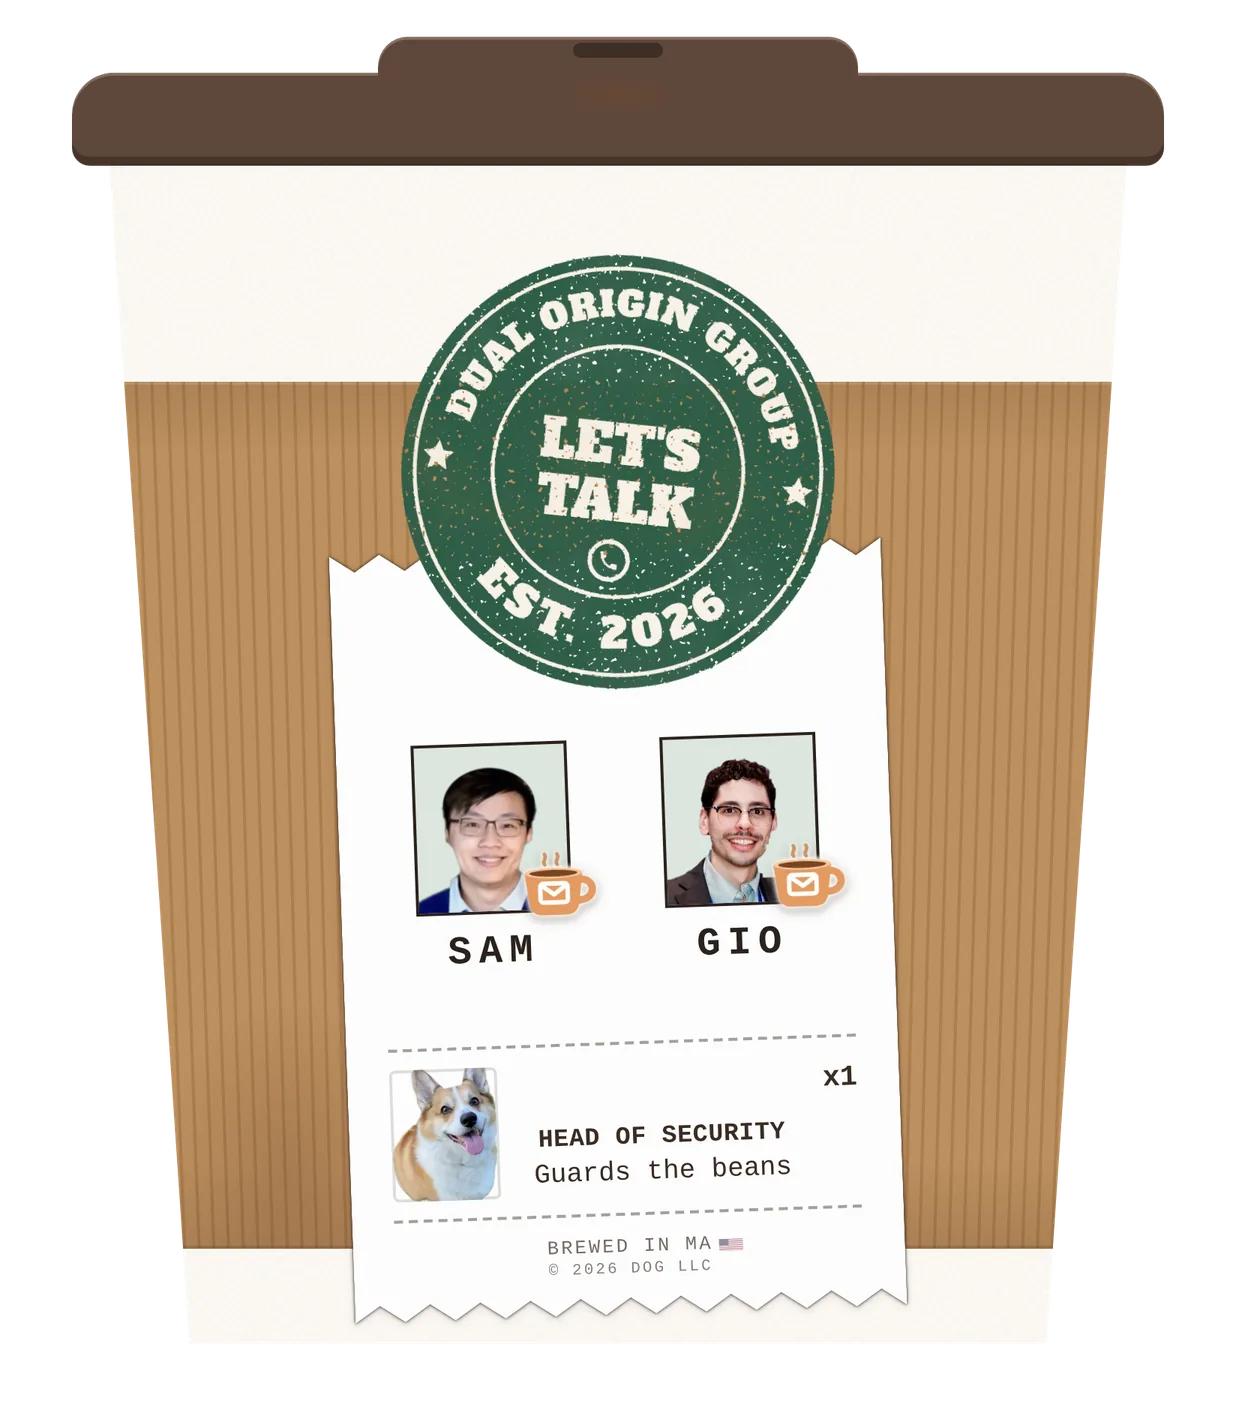 DUAL ORIGIN GROUP
LET'S
TALK
EST. 2026
SAM
GIO
x1
HEAD OF SECURITY
Guards the beans
BREWED IN MA
© 2026 DOG LLC